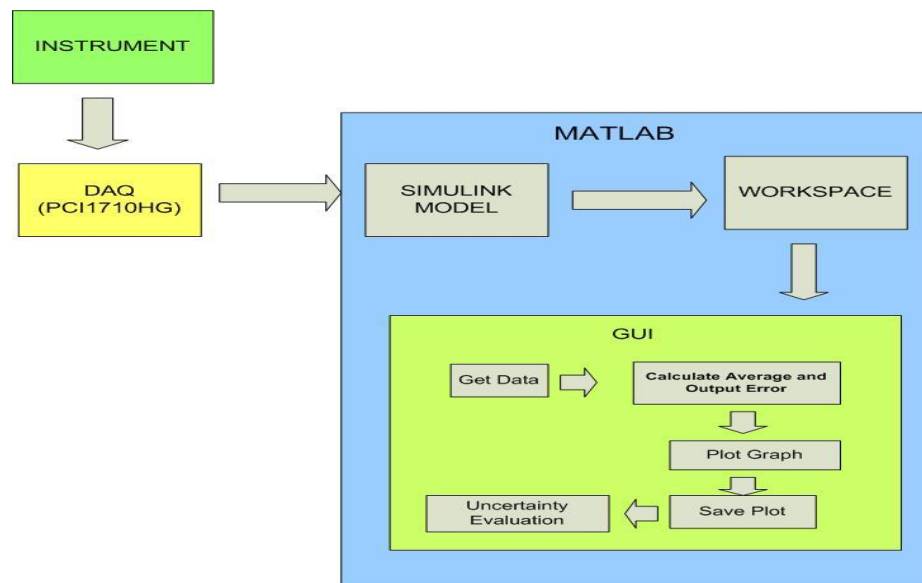 INSTRUMENT
DAQ
(PCI1710HG)
MATLAB
SIMULINK
MODEL
WORKSPACE
GUI
Get Data
Calculate Average and
Output Error
Plot Graph
Save Plot
Uncertainty
Evaluation